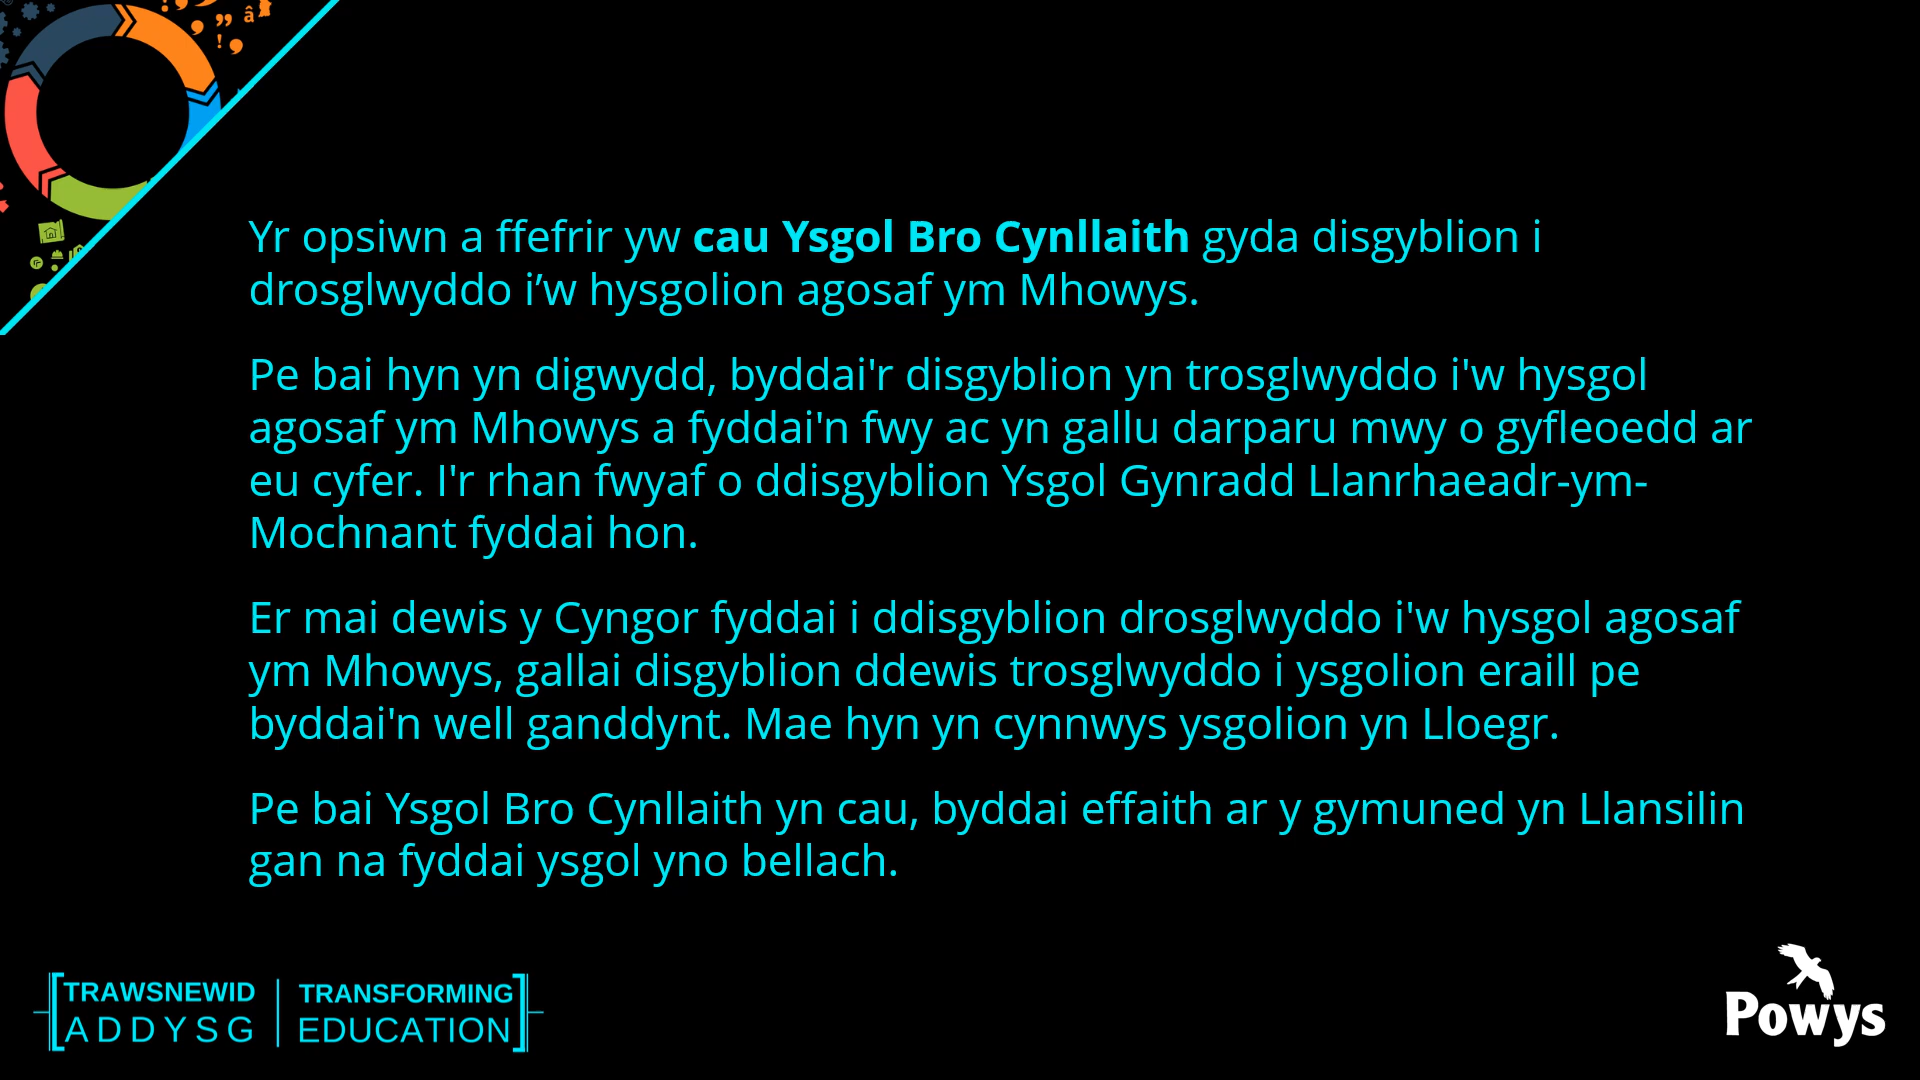 Yr opsiwn a ffefrir yw cau Ysgol Bro Cynllaith gyda disgyblion i
drosglwyddo i’w hysgolion agosaf ym Mhowys.
Pe bai hyn yn digwydd, byddai'r disgyblion yn trosglwyddo i'w hysgol
agosaf ym Mhowys a fyddai'n fwy ac yn gallu darparu mwy o gyfleoedd ar
eu cyfer. I'r rhan fwyaf o ddisgyblion Ysgol Gynradd Llanrhaeadr-ym-
Mochnant fyddai hon.
Er mai dewis y Cyngor fyddai i ddisgyblion drosglwyddo i'w hysgol agosaf
ym Mhowys, gallai disgyblion ddewis trosglwyddo i ysgolion eraill pe
byddai'n well ganddynt. Mae hyn yn cynnwys ysgolion yn Lloegr.
Pe bai Ysgol Bro Cynllaith yn cau, byddai effaith ar y gymuned yn Llansilin
gan na fyddai ysgol yno bellach.
TRAWSNEWID
ADDYSG
TRANSFORMING
EDUCATION
Powys